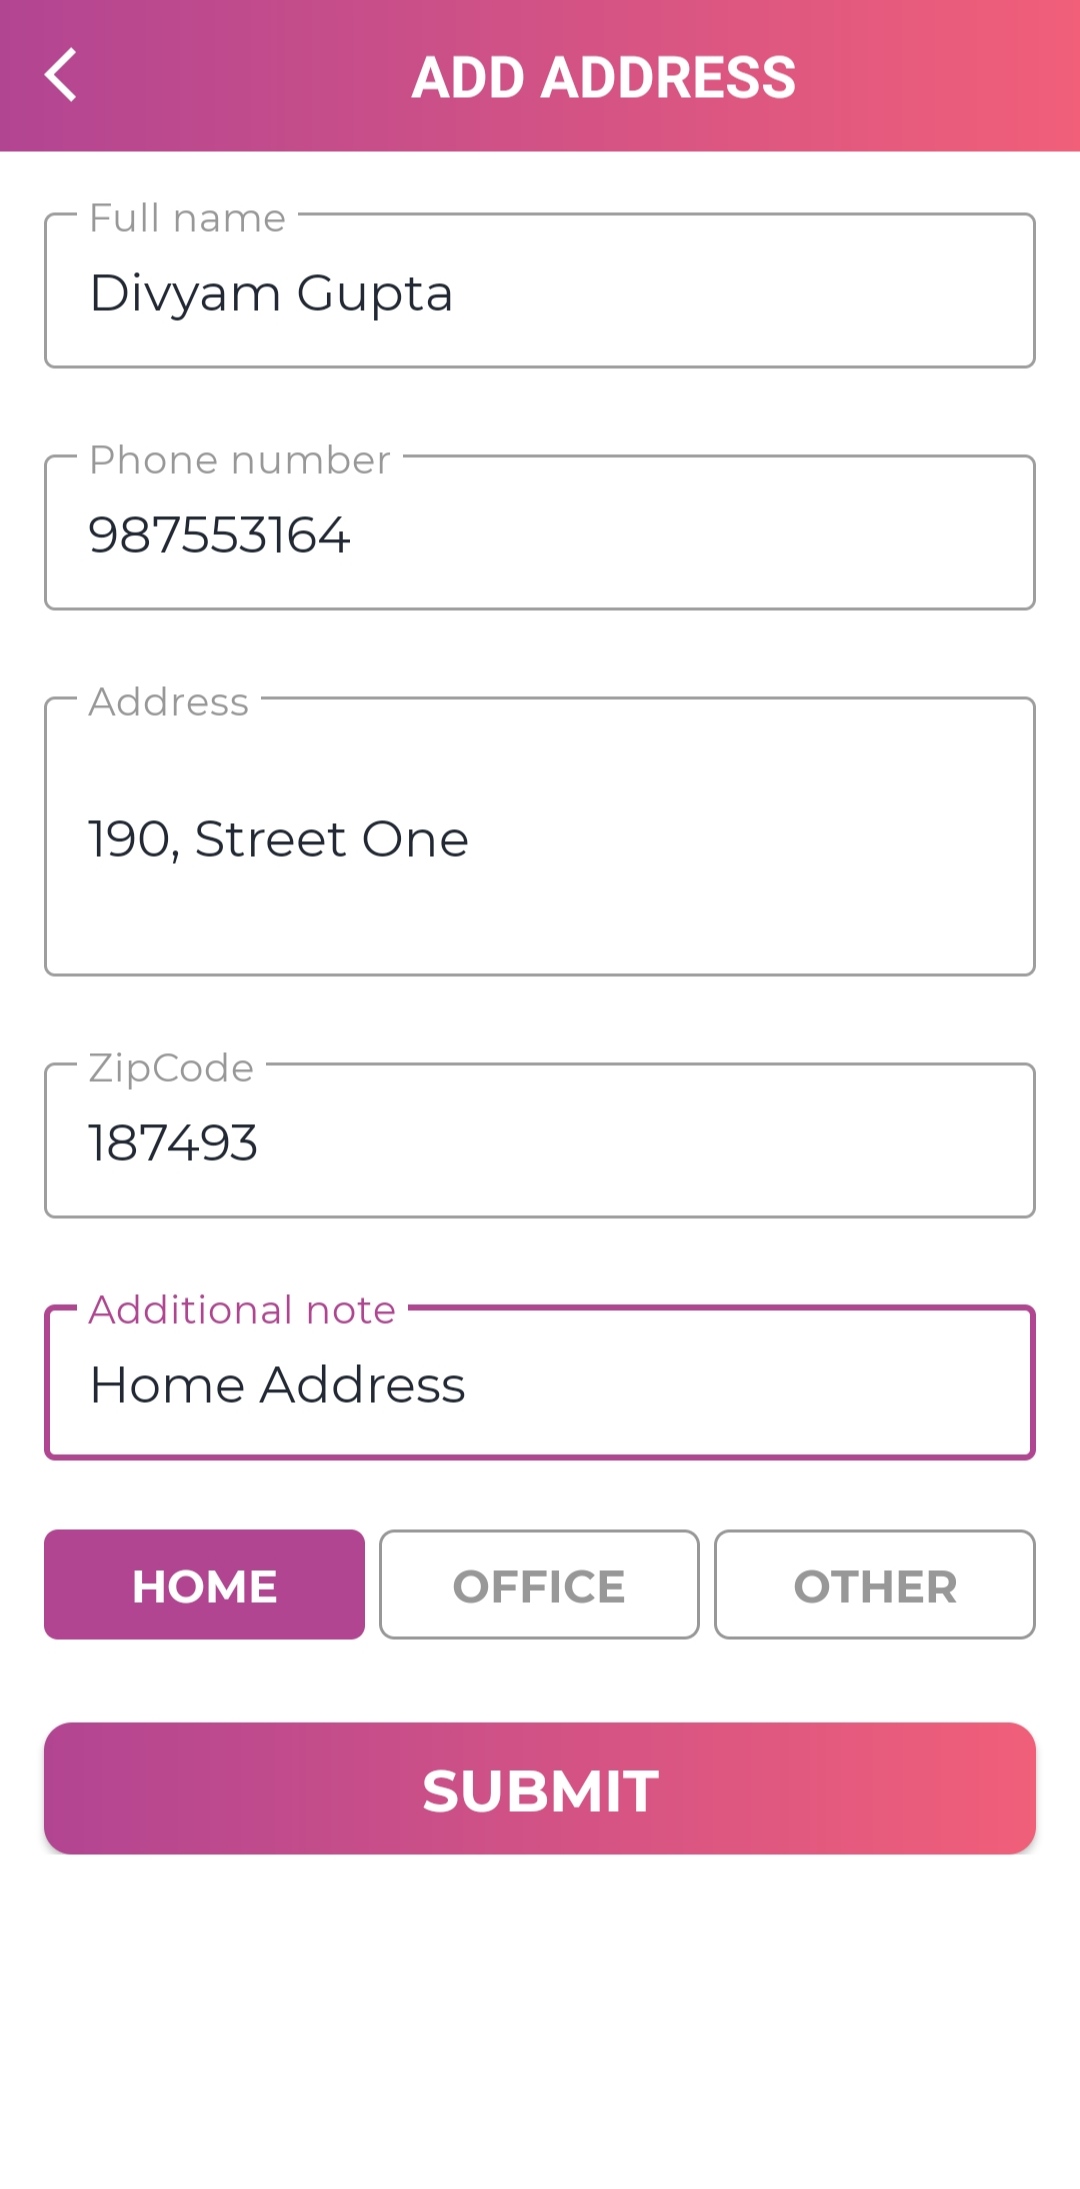 ADD ADDRESS
Full name
Divyam Gupta
Phone number
987553164
Address
190, Street One
ZipCode
187493
Additional note
Home Address
HOME OFFICE OTHER
SUBMIT